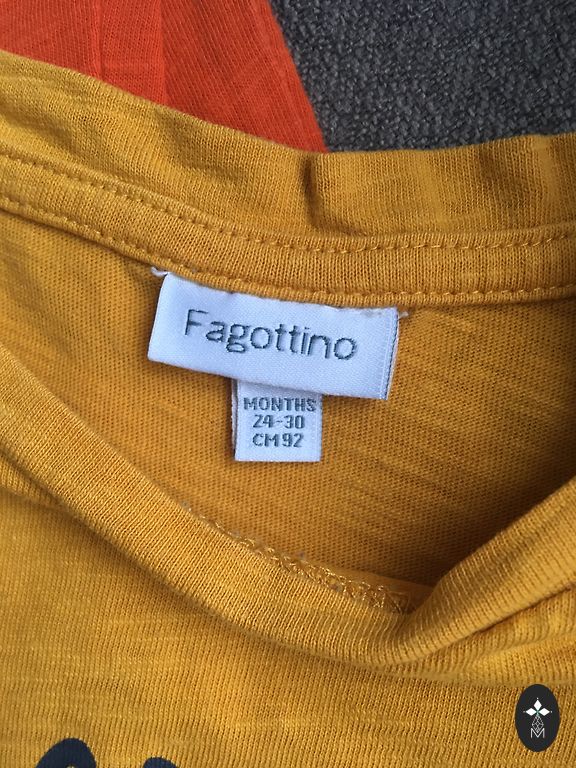 Fagottino
MONTHS
24-30
CM 92